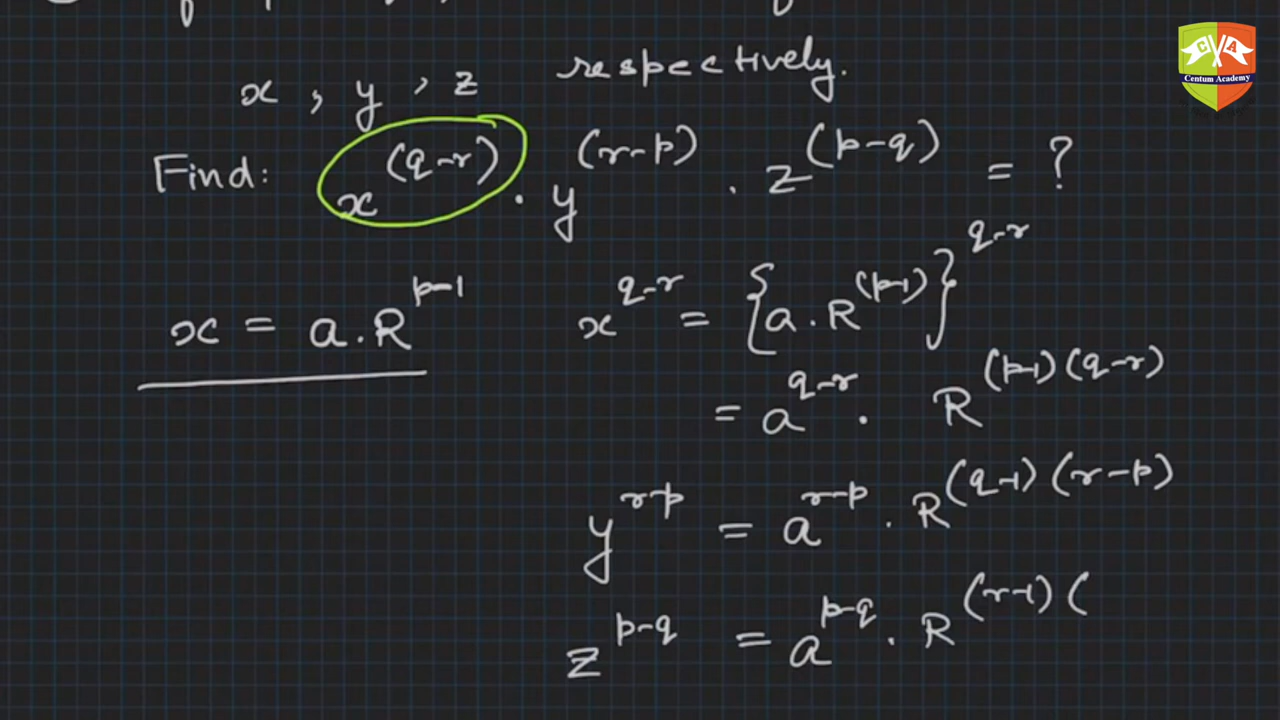 x , y , z respectively.
Find: x^(q-r) . y^(r-p) . z^(p-q) = ?
x = a.R^p-1
x^q-r = {a.R^(p-1)}^q-r
= a^q-r . R^(p-1)(q-r)
y^r-p = a^r-p . R^(q-1)(r-p)
z^p-q = a^p-q . R^(r-1)(
C A
Centum Academy